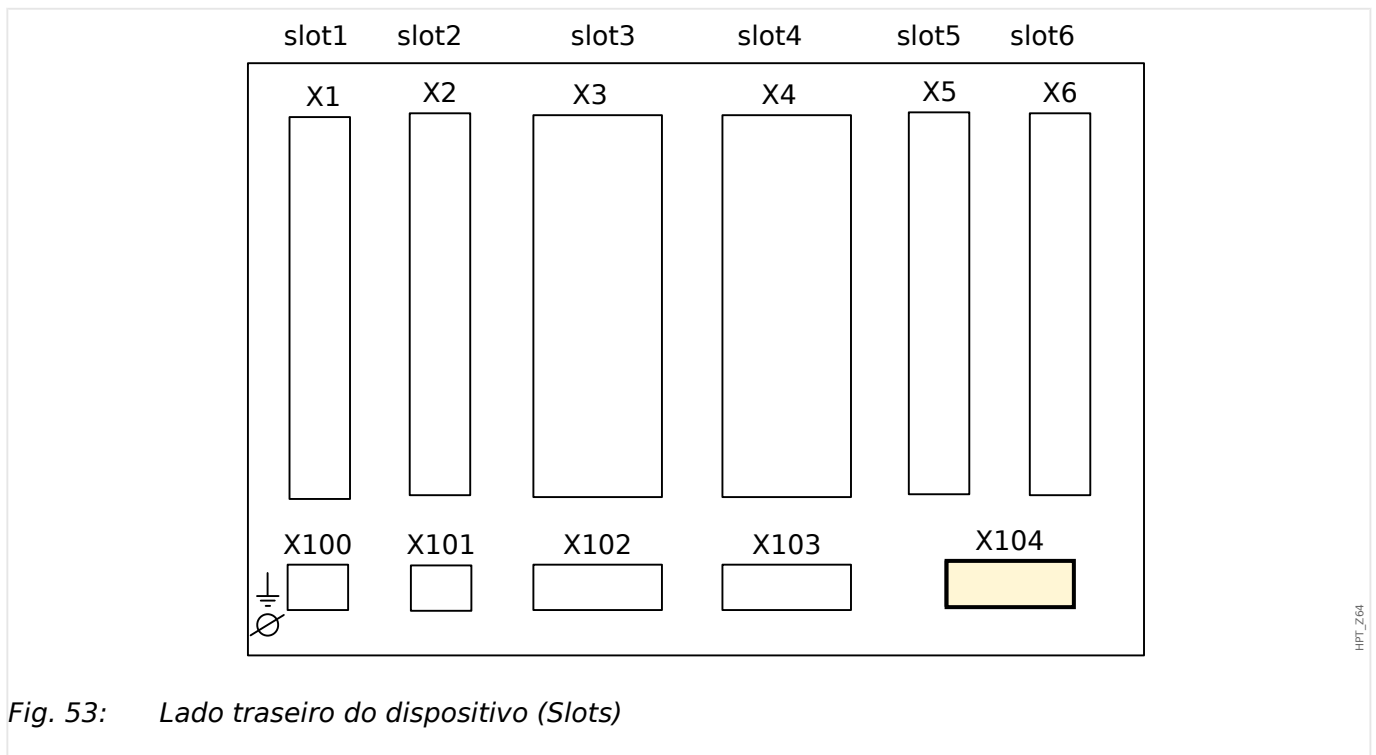 slot1 slot2 slot3 slot4 slot5 slot6
X1 X2 X3 X4 X5 X6
X100 X101 X102 X103 X104
HPT_Z64
Fig. 53: Lado traseiro do dispositivo (Slots)